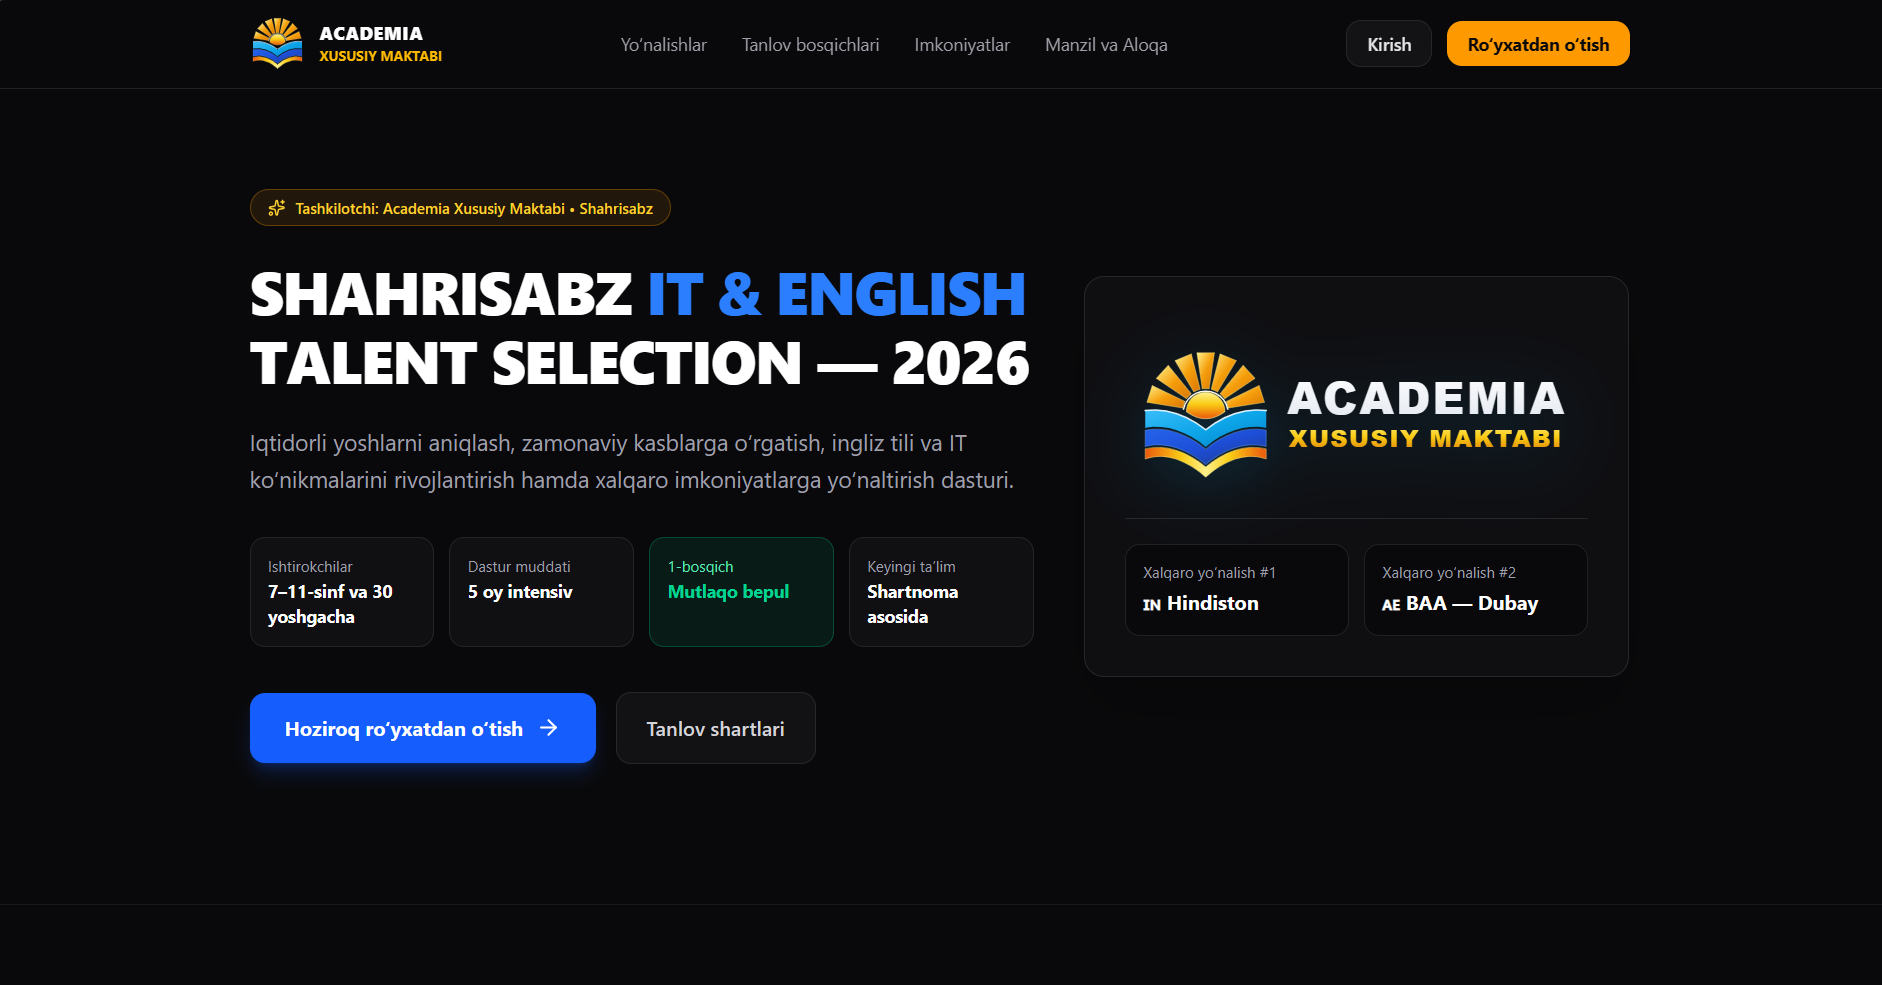 ACADEMIA
XUSUSIY MAKTABI
Yo‘nalishlar
Tanlov bosqichlari
Imkoniyatlar
Manzil va Aloqa
Kirish
Ro‘yxatdan o‘tish
Tashkilotchi: Academia Xususiy Maktabi • Shahrisabz
SHAHRISABZ IT & ENGLISH
TALENT SELECTION — 2026
Iqtidorli yoshlarni aniqlash, zamonaviy kasblarga o‘rgatish, ingliz tili va IT
ko‘nikmalarini rivojlantirish hamda xalqaro imkoniyatlarga yo‘naltirish dasturi.
Ishtirokchilar
7–11-sinf va 30
yoshgacha
Dastur muddati
5 oy intensiv
1-bosqich
Mutlaqo bepul
Keyingi ta’lim
Shartnoma
asosida
Hoziroq ro‘yxatdan o‘tish
Tanlov shartlari
ACADEMIA
XUSUSIY MAKTABI
Xalqaro yo‘nalish #1
IN Hindiston
Xalqaro yo‘nalish #2
AE BAA — Dubay